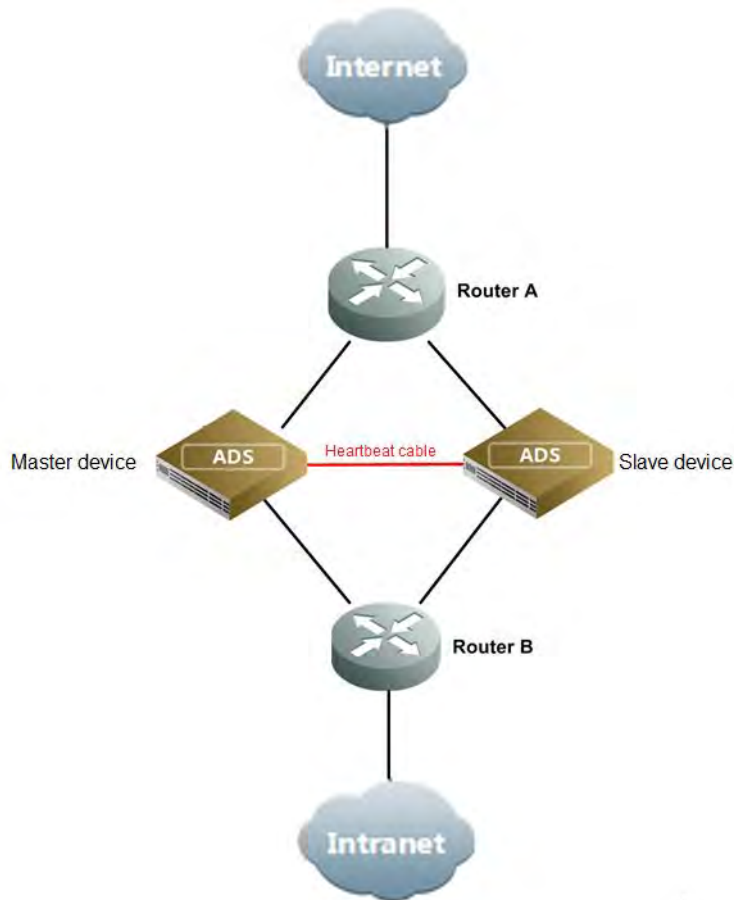 Internet
Router A
Master device
ADS
Heartbeat cable
ADS
Slave device
Router B
Intranet